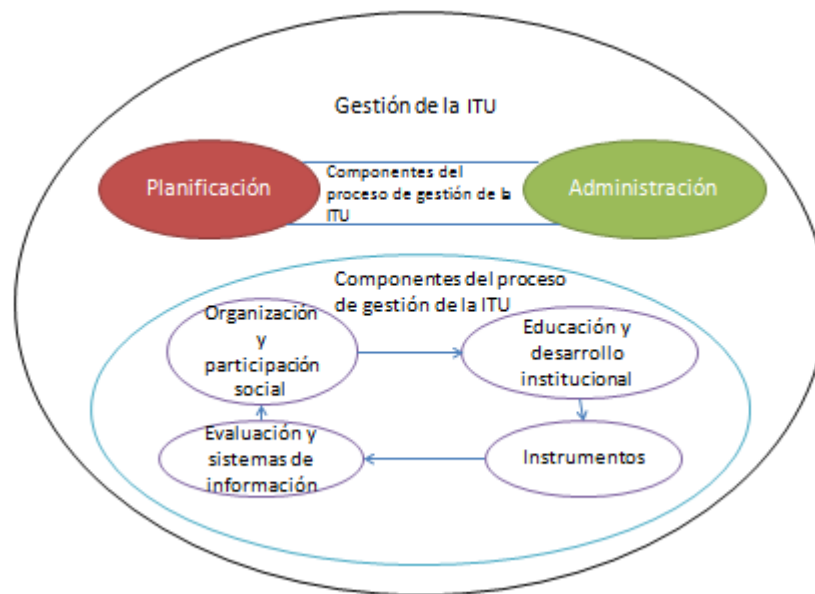 Gestión de la ITU
Planificación
Componentes del
proceso de gestión de la
ITU
Administración
Componentes del proceso
de gestión de la ITU
Organización
y
participación
social
Educación y
desarrollo
institucional
Evaluación y
sistemas de
información
Instrumentos